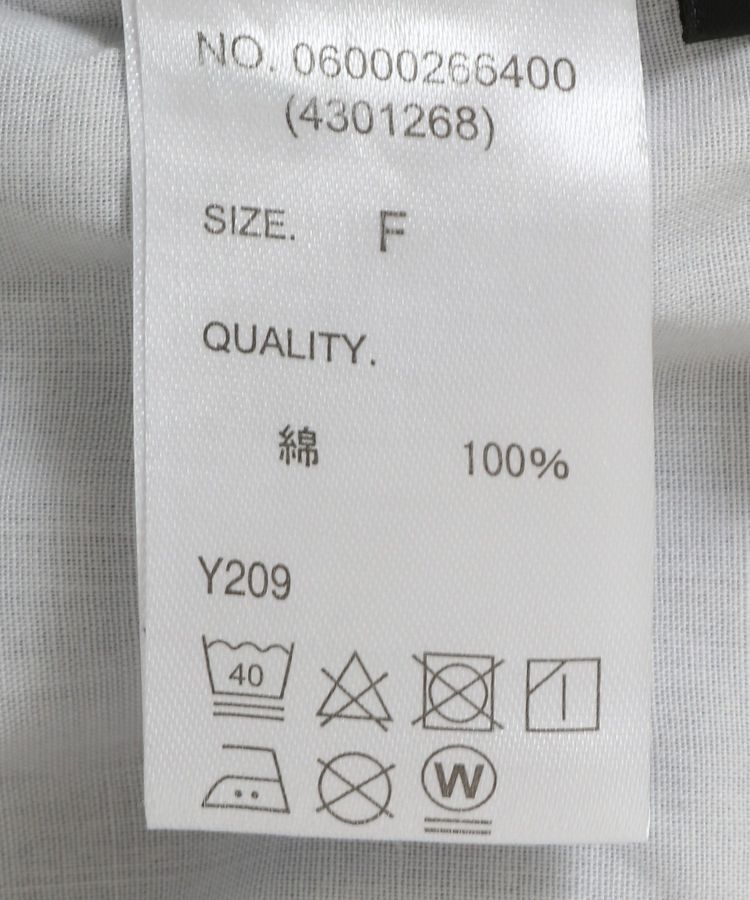 NO. 06000266400
(4301268)
SIZE. F
QUALITY.
綿 100%
Y209
40
W